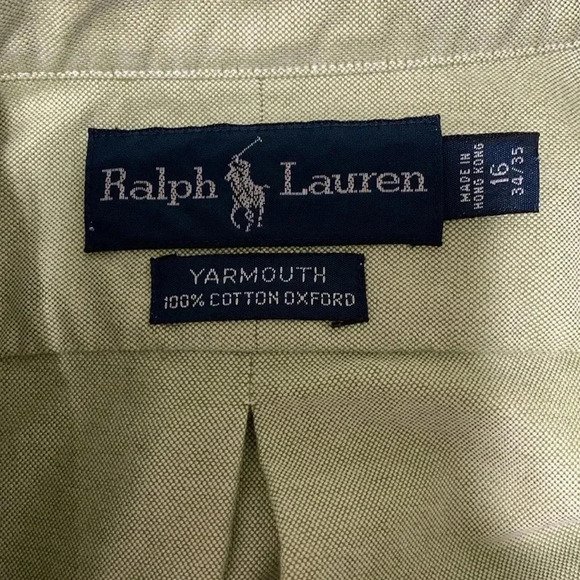 Ralph Lauren
MADE IN
HONG KONG
16
34/35
YARMOUTH
100% COTTON OXFORD